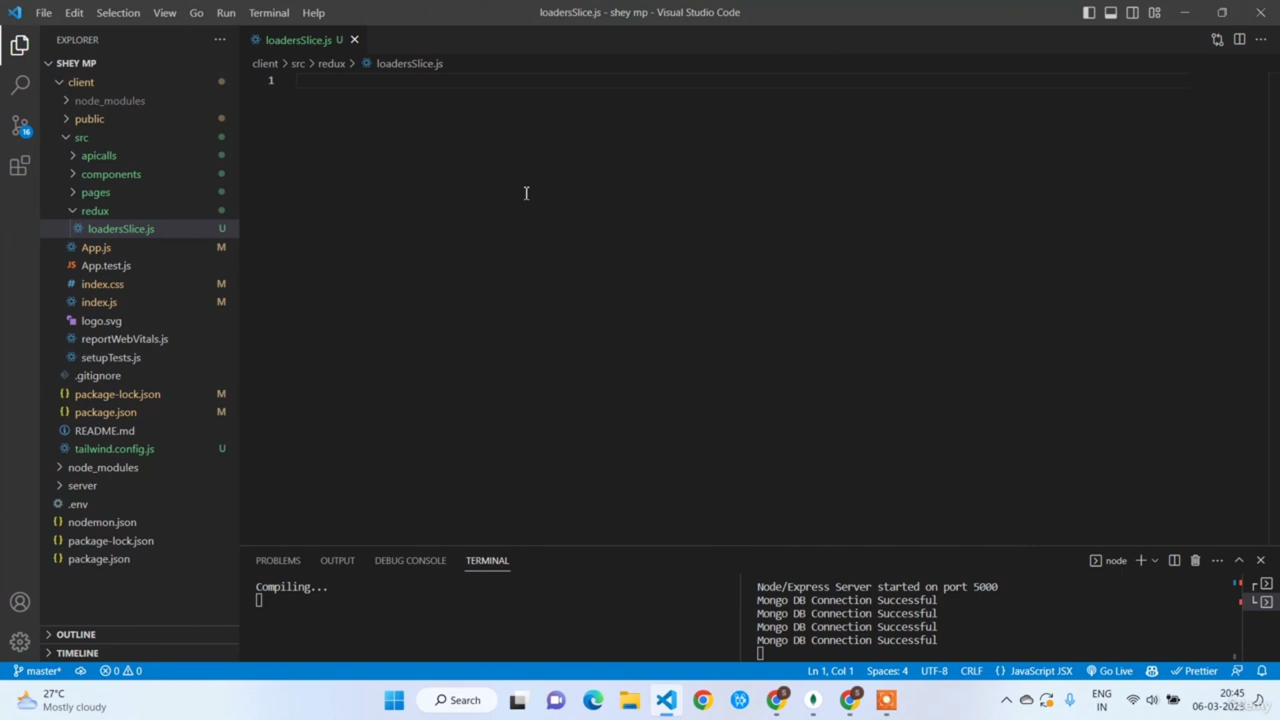 File Edit Selection View Go Run Terminal Help
loadersSlice.js - shey mp - Visual Studio Code
EXPLORER
SHEY MP
client
node_modules
public
src
apicalls
components
pages
redux
loadersSlice.js U
App.js M
App.test.js
index.css M
index.js M
logo.svg
reportWebVitals.js
setupTests.js
.gitignore
package-lock.json M
package.json M
README.md
tailwind.config.js U
node_modules
server
.env
nodemon.json
package-lock.json
package.json
OUTLINE
TIMELINE
16
loadersSlice.js U
client > src > redux > loadersSlice.js
1
PROBLEMS OUTPUT DEBUG CONSOLE TERMINAL
node
Compiling...
Node/Express Server started on port 5000
Mongo DB Connection Successful
Mongo DB Connection Successful
Mongo DB Connection Successful
Mongo DB Connection Successful
master* 0 0
Ln 1, Col 1 Spaces: 4 UTF-8 CRLF {} JavaScript JSX Go Live Prettier
27°C
Mostly cloudy
Search
ENG
IN
20:45
06-03-2023